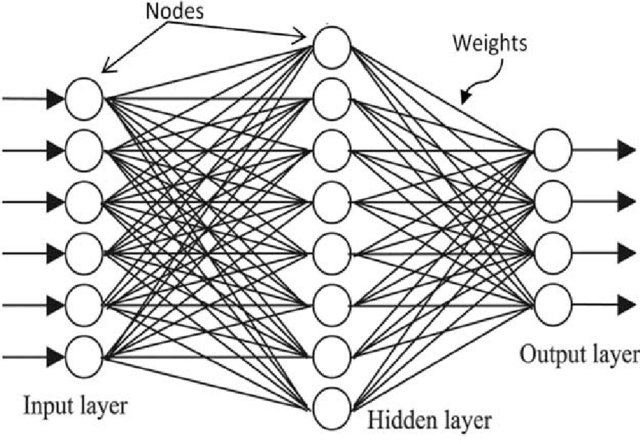 Nodes
Weights
Input layer
Hidden layer
Output layer